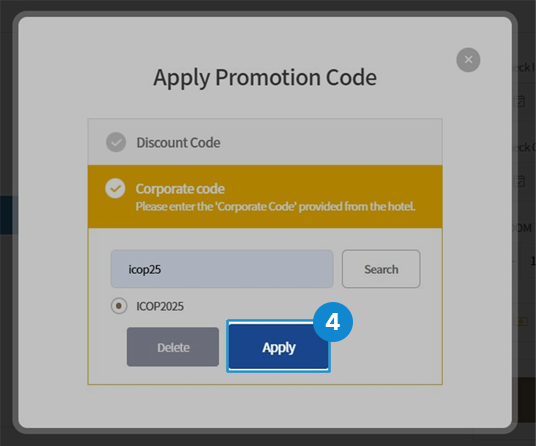 Apply Promotion Code
Discount Code
Corporate code
Please enter the 'Corporate Code' provided from the hotel.
icop25
Search
ICOP2025
4
Delete
Apply